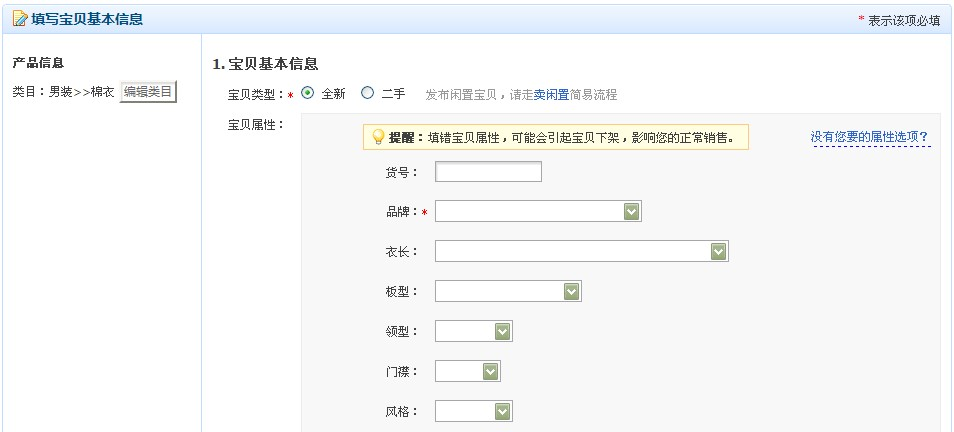 填写宝贝基本信息
* 表示该项必填
产品信息
类目：男装>>棉衣 编辑类目
1. 宝贝基本信息
宝贝类型：* 全新 二手 发布闲置宝贝，请走卖闲置简易流程
宝贝属性：
提醒：填错宝贝属性，可能会引起宝贝下架，影响您的正常销售。
没有您要的属性选项？
货号：
品牌：*
衣长：
板型：
领型：
门襟：
风格：